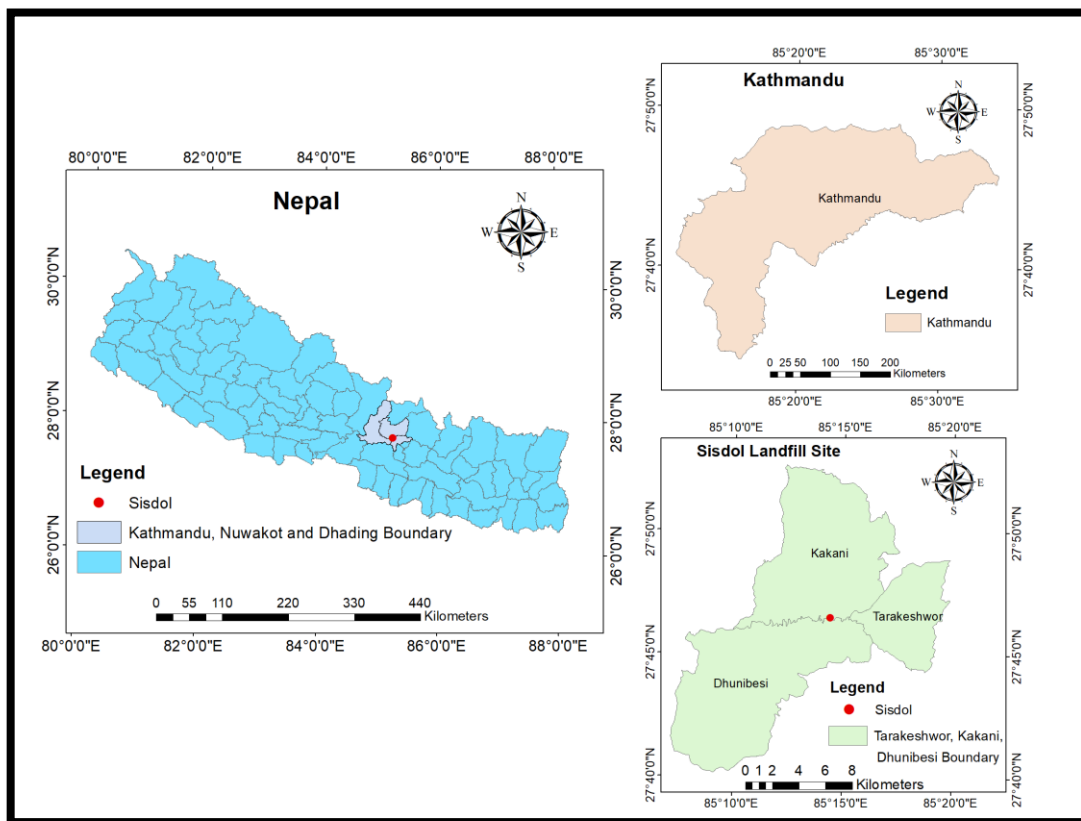 Nepal
80°0'0"E 82°0'0"E 84°0'0"E 86°0'0"E 88°0'0"E
N
W E
S
30°0'0"N 30°0'0"N
28°0'0"N 28°0'0"N
26°0'0"N 26°0'0"N
Legend
Sisdol
Kathmandu, Nuwakot and Dhading Boundary
Nepal
0 55 110 220 330 440
Kilometers
80°0'0"E 82°0'0"E 84°0'0"E 86°0'0"E 88°0'0"E
85°20'0"E 85°30'0"E
Kathmandu
N
W E
S
27°50'0"N 27°50'0"N
Kathmandu
27°40'0"N 27°40'0"N
Legend
Kathmandu
0 25 50 100 150 200
Kilometers
85°20'0"E 85°30'0"E
85°10'0"E 85°15'0"E 85°20'0"E
Sisdol Landfill Site
N
W E
S
27°50'0"N 27°50'0"N
Kakani
Tarakeshwor
27°45'0"N 27°45'0"N
Dhunibesi
Legend
Sisdol
Tarakeshwor, Kakani,
Dhunibesi Boundary
27°40'0"N 27°40'0"N
0 1 2 4 6 8
Kilometers
85°10'0"E 85°15'0"E 85°20'0"E